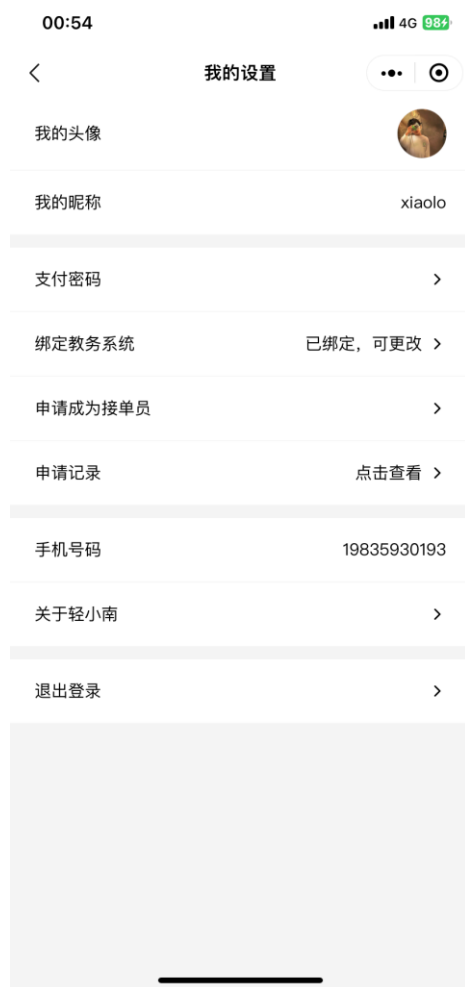 00:54 4G 98
我的设置
我的头像
我的昵称 xiaolo
支付密码
绑定教务系统 已绑定，可更改
申请成为接单员
申请记录 点击查看
手机号码 19835930193
关于轻小南
退出登录